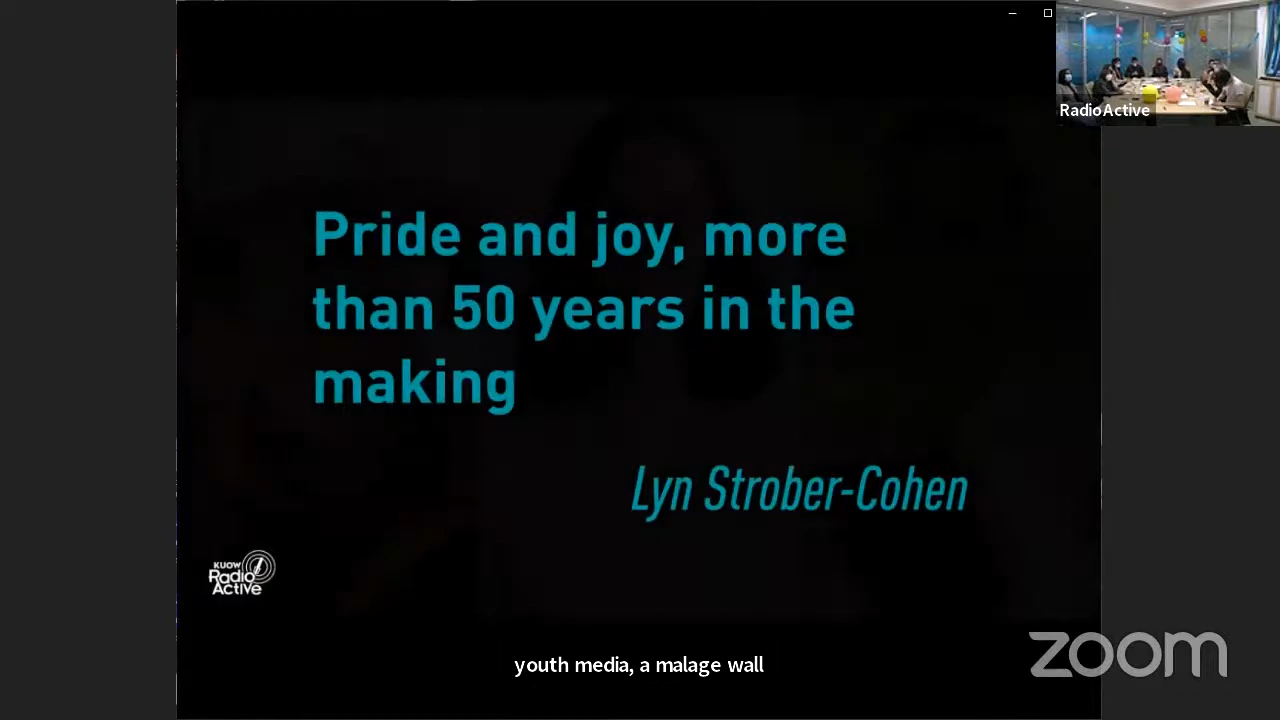 RadioActive
Pride and joy, more
than 50 years in the
making
Lyn Strober-Cohen
KUOW
Radio
Active
youth media, a malage wall
zoom